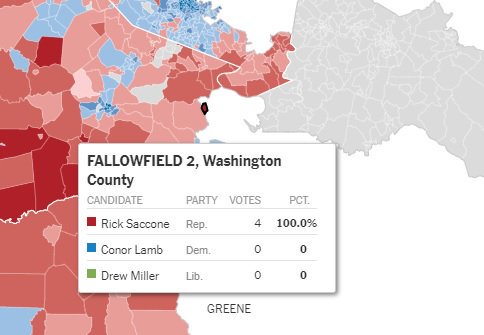 FALLOWFIELD 2, Washington
County
CANDIDATE PARTY VOTES PCT.
Rick Saccone Rep. 4 100.0%
Conor Lamb Dem. 0 0
Drew Miller Lib. 0 0
GREENE